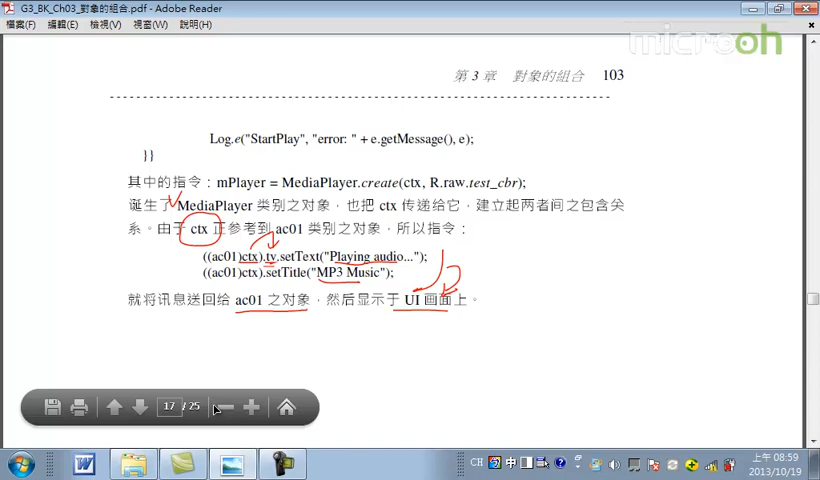 G3_BK_Ch03_對象的組合.pdf - Adobe Reader
檔案(F) 編輯(E) 檢視(V) 視窗(W) 說明(H)
microoh
第 3 章 對象的組合 103
Log.e("StartPlay", "error: " + e.getMessage(), e);
}}
其中的指令：mPlayer = MediaPlayer.create(ctx, R.raw.test_cbr);
诞生了 MediaPlayer 类别之对象，也把 ctx 传递给它，建立起两者间之包含关
系。由于 ctx 正参考到 ac01 类别之对象，所以指令：
((ac01)ctx).tv.setText("Playing audio...");
((ac01)ctx).setTitle("MP3 Music");
就将讯息送回给 ac01 之对象，然后显示于 UI 画面上。
17 / 25
CH 中
上午 08:59
2013/10/19